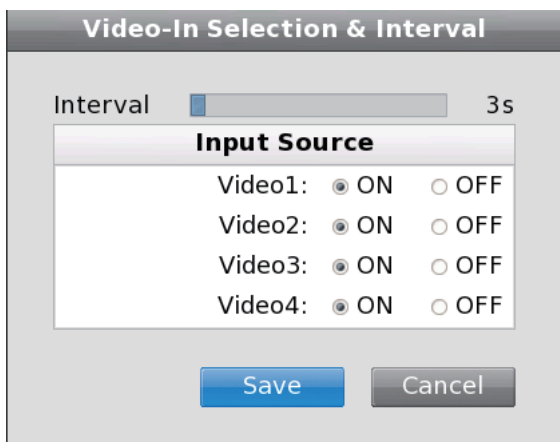 Video-In Selection & Interval
Interval 3s
Input Source
Video1: ON OFF
Video2: ON OFF
Video3: ON OFF
Video4: ON OFF
Save Cancel